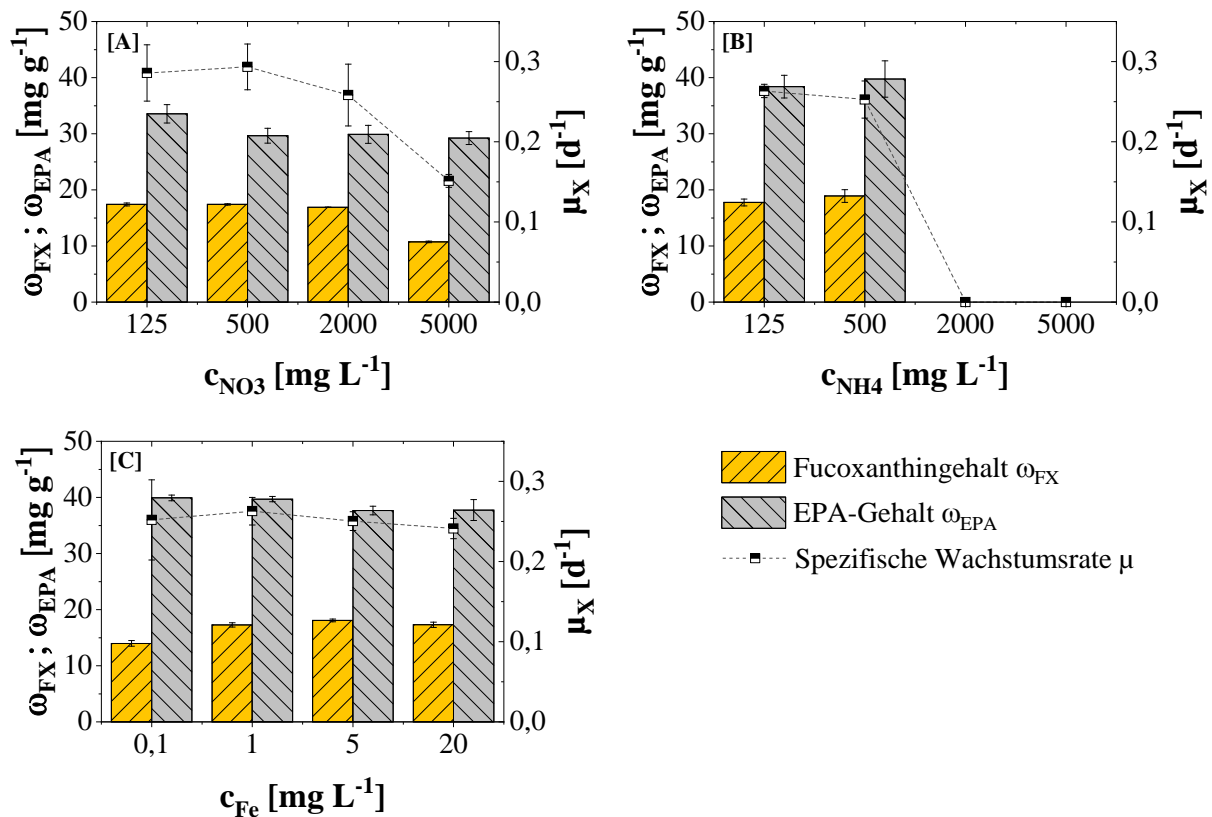 [A]
50
40
30
20
10
0
ω_FX ; ω_EPA [mg g⁻¹]
0,3
0,2
0,1
0,0
μ_X [d⁻¹]
125 500 2000 5000
c_NO3 [mg L⁻¹]
[B]
50
40
30
20
10
0
ω_FX ; ω_EPA [mg g⁻¹]
0,3
0,2
0,1
0,0
μ_X [d⁻¹]
125 500 2000 5000
c_NH4 [mg L⁻¹]
[C]
50
40
30
20
10
0
ω_FX ; ω_EPA [mg g⁻¹]
0,3
0,2
0,1
0,0
μ_X [d⁻¹]
0,1 1 5 20
c_Fe [mg L⁻¹]
Fucoxanthingehalt ω_FX
EPA-Gehalt ω_EPA
Spezifische Wachstumsrate μ